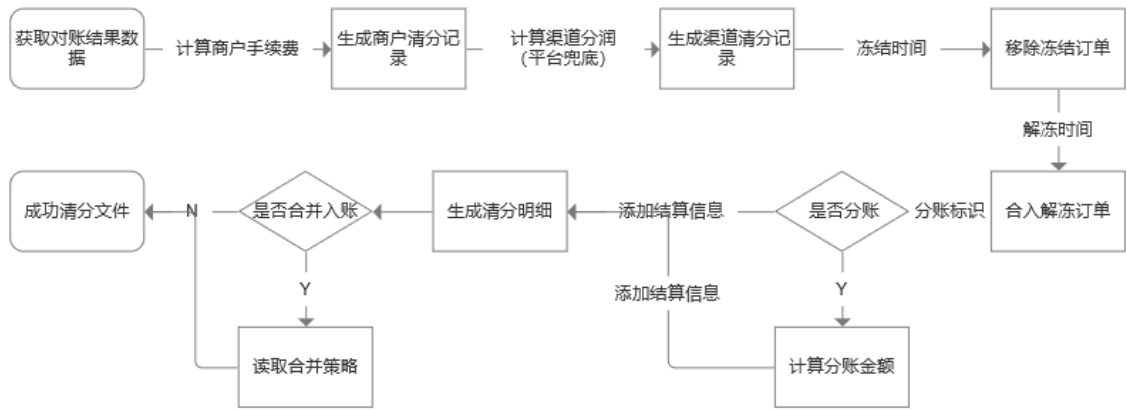 获取对账结果数
据
计算商户手续费
生成商户清分记
录
计算渠道分润
(平台兜底)
生成渠道清分记
录
冻结时间
移除冻结订单
解冻时间
成功清分文件
N
是否合并入账
生成清分明细
添加结算信息
是否分账
分账标识
合入解冻订单
Y
添加结算信息
Y
读取合并策略
计算分账金额